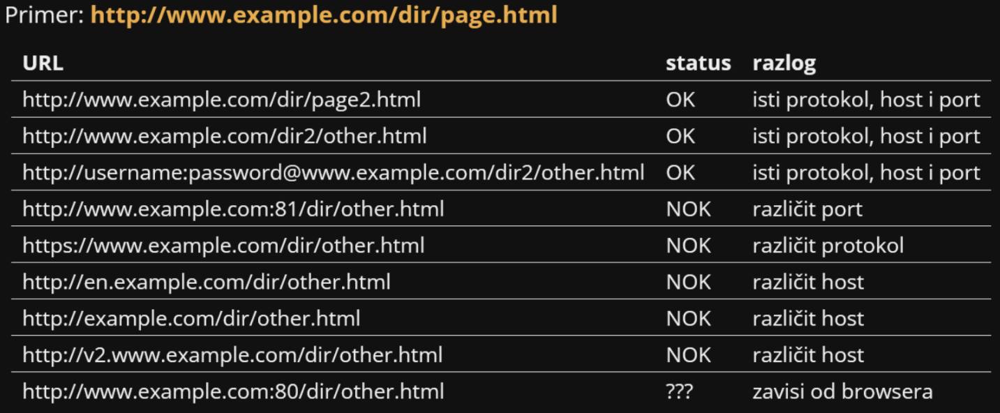 Primer: http://www.example.com/dir/page.html
URL status razlog
http://www.example.com/dir/page2.html OK isti protokol, host i port
http://www.example.com/dir2/other.html OK isti protokol, host i port
http://username:password@www.example.com/dir2/other.html OK isti protokol, host i port
http://www.example.com:81/dir/other.html NOK različit port
https://www.example.com/dir/other.html NOK različit protokol
http://en.example.com/dir/other.html NOK različit host
http://example.com/dir/other.html NOK različit host
http://v2.www.example.com/dir/other.html NOK različit host
http://www.example.com:80/dir/other.html ??? zavisi od browsera